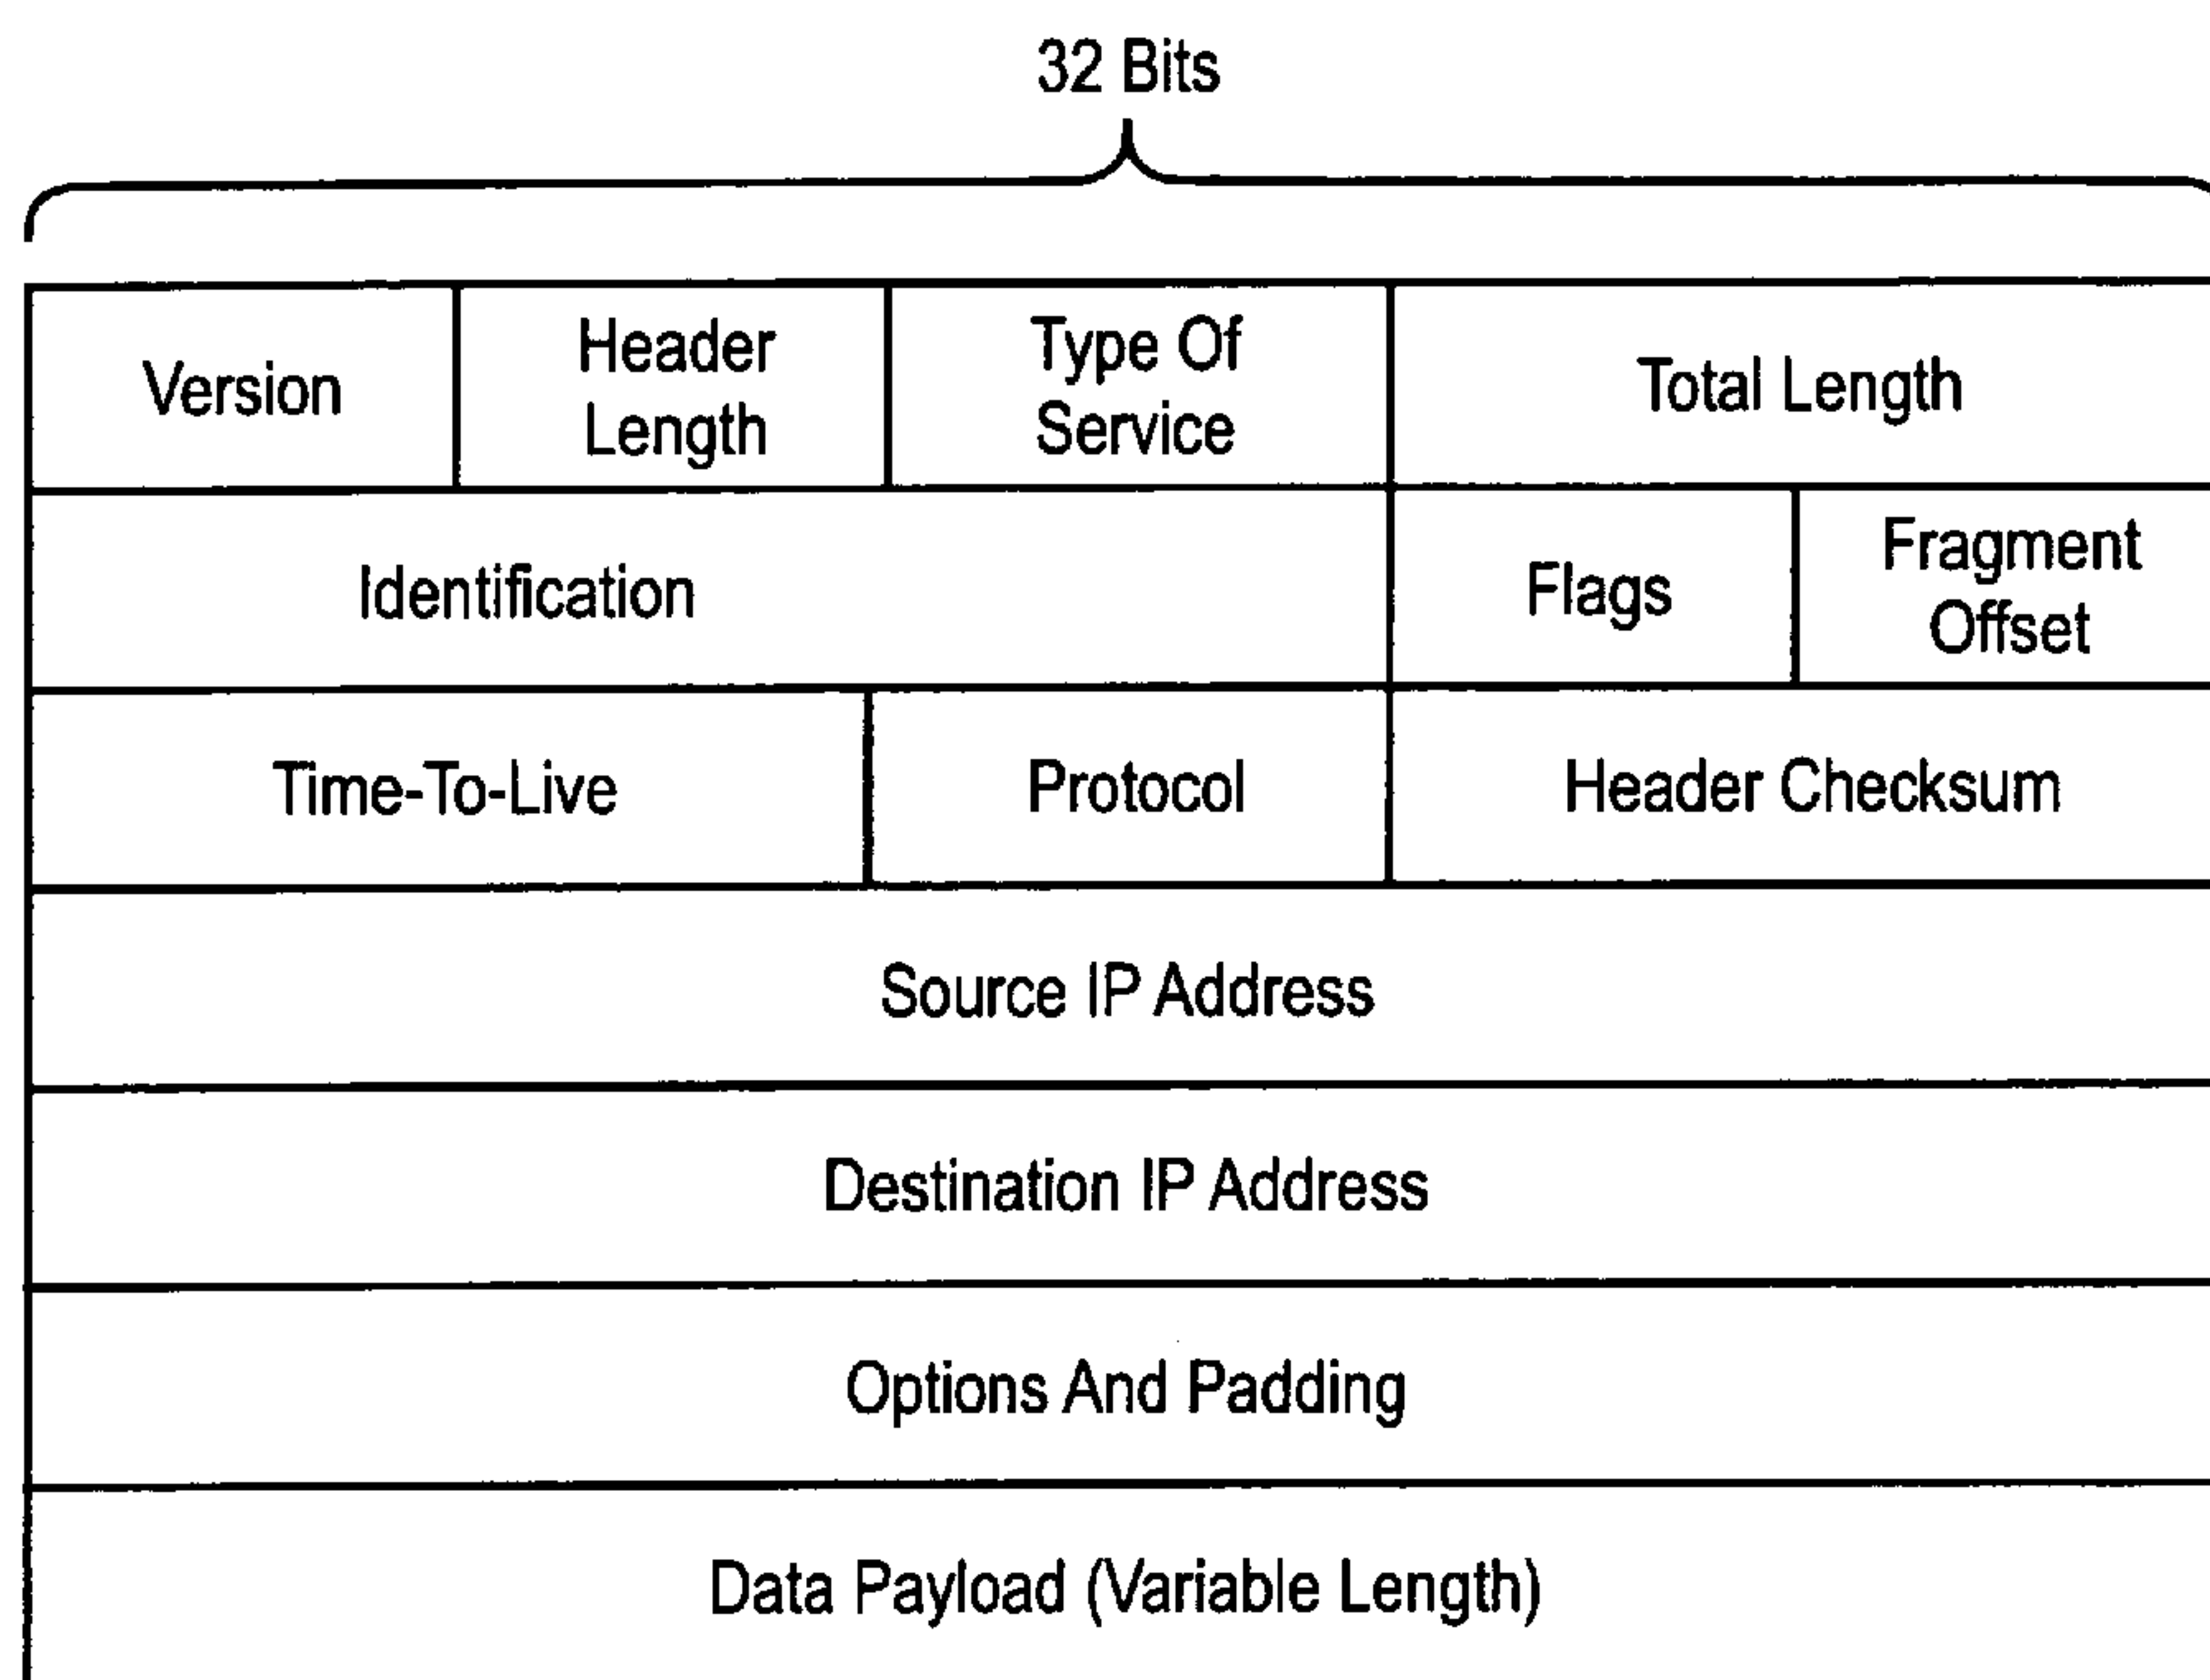 32 Bits
Version
Header
Length
Type Of
Service
Total Length
Identification
Flags
Fragment
Offset
Time-To-Live
Protocol
Header Checksum
Source IP Address
Destination IP Address
Options And Padding
Data Payload (Variable Length)